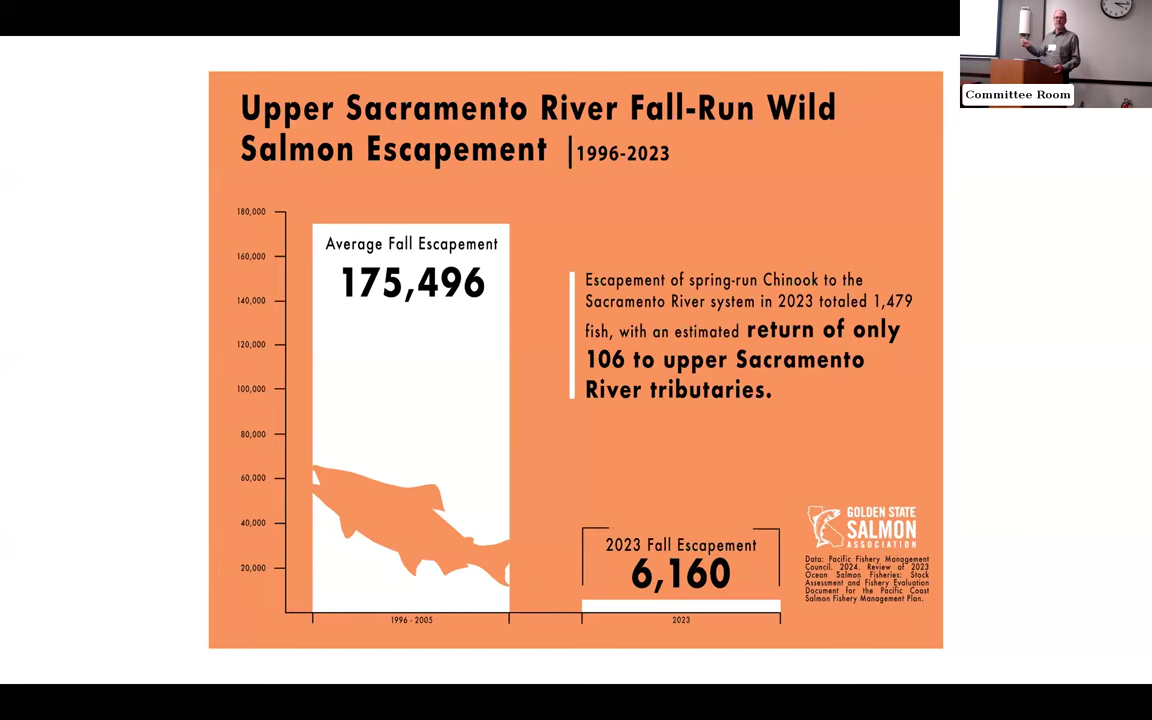 Committee Room
Upper Sacramento River Fall-Run Wild
Salmon Escapement | 1996-2023
180,000
160,000
140,000
120,000
100,000
80,000
60,000
40,000
20,000
Average Fall Escapement
175,496
Escapement of spring-run Chinook to the
Sacramento River system in 2023 totaled 1,479
fish, with an estimated return of only
106 to upper Sacramento
River tributaries.
2023 Fall Escapement
6,160
1996 - 2005
2023
GOLDEN STATE
SALMON
ASSOCIATION
Data: Pacific Fishery Management
Council. 2024. Review of 2023
Ocean Salmon Fisheries: Stock
Assessment and Fishery Evaluation
Document for the Pacific Coast
Salmon Fishery Management Plan.